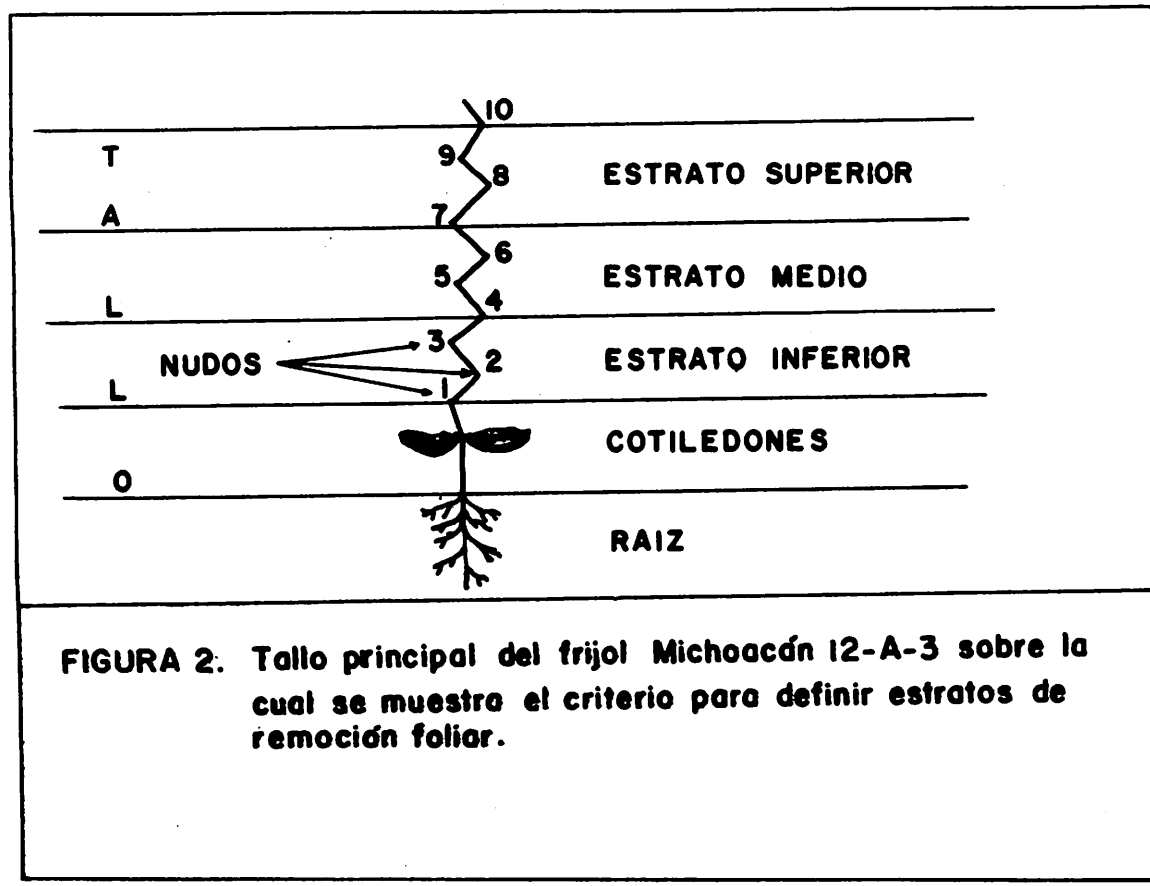 10
T 9 8 ESTRATO SUPERIOR
A 7
6
5 ESTRATO MEDIO
L 4
3
NUDOS 2 ESTRATO INFERIOR
L 1
COTILEDONES
O
RAIZ
FIGURA 2. Tallo principal del frijol Michoacán 12-A-3 sobre la
cual se muestra el criterio para definir estratos de
remoción foliar.